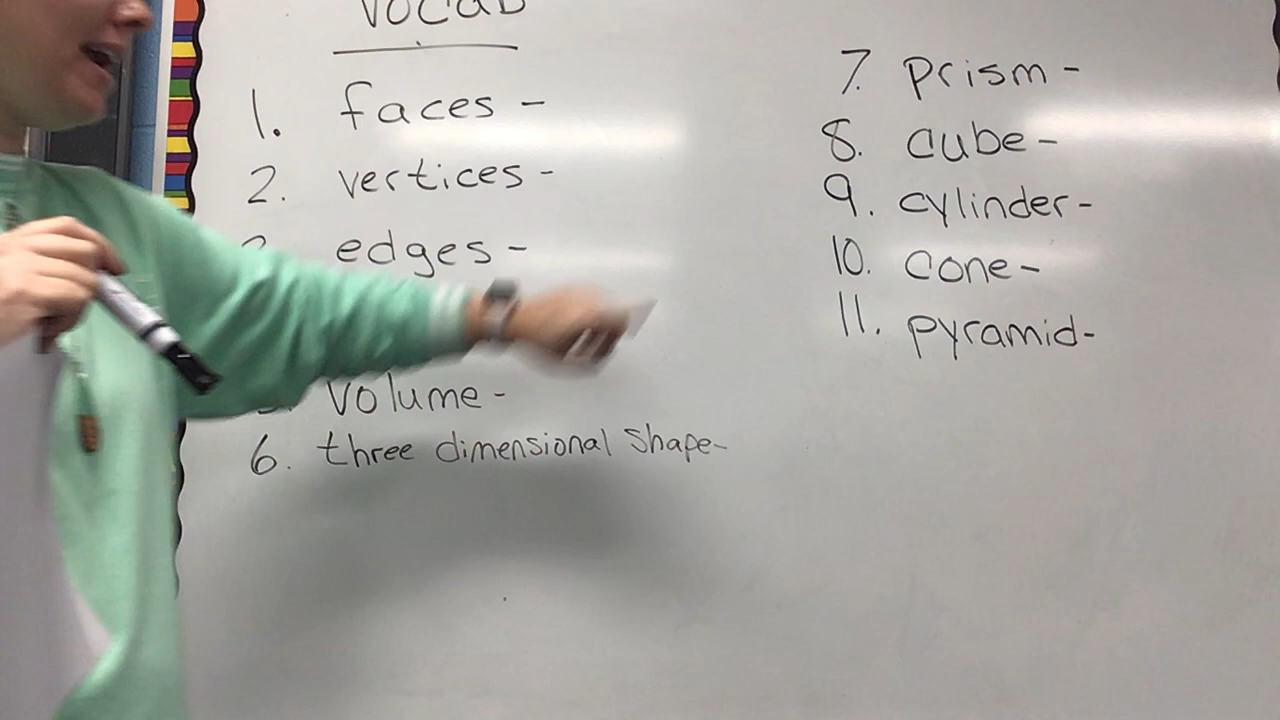 Vocab
1. faces -
2. vertices -
edges -
volume -
6. three dimensional shape-
7. prism -
8. cube-
9. cylinder-
10. cone-
11. pyramid-